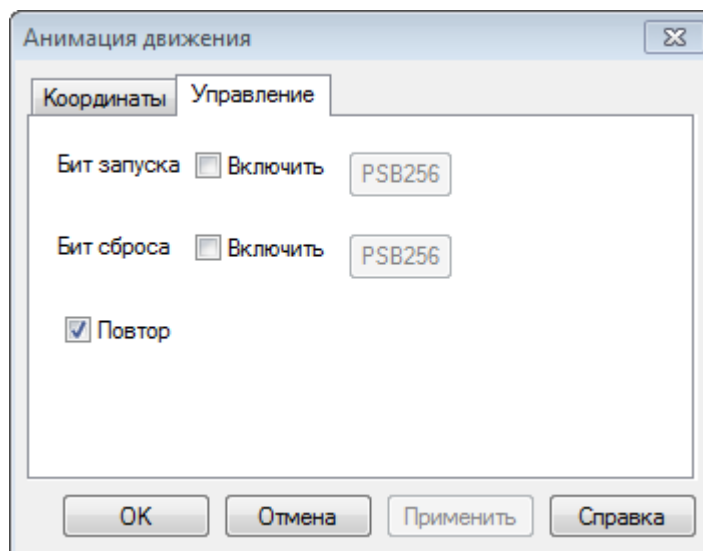 Анимация движения
Координаты Управление
Бит запуска Включить PSB256
Бит сброса Включить PSB256
Повтор
OK Отмена Применить Справка